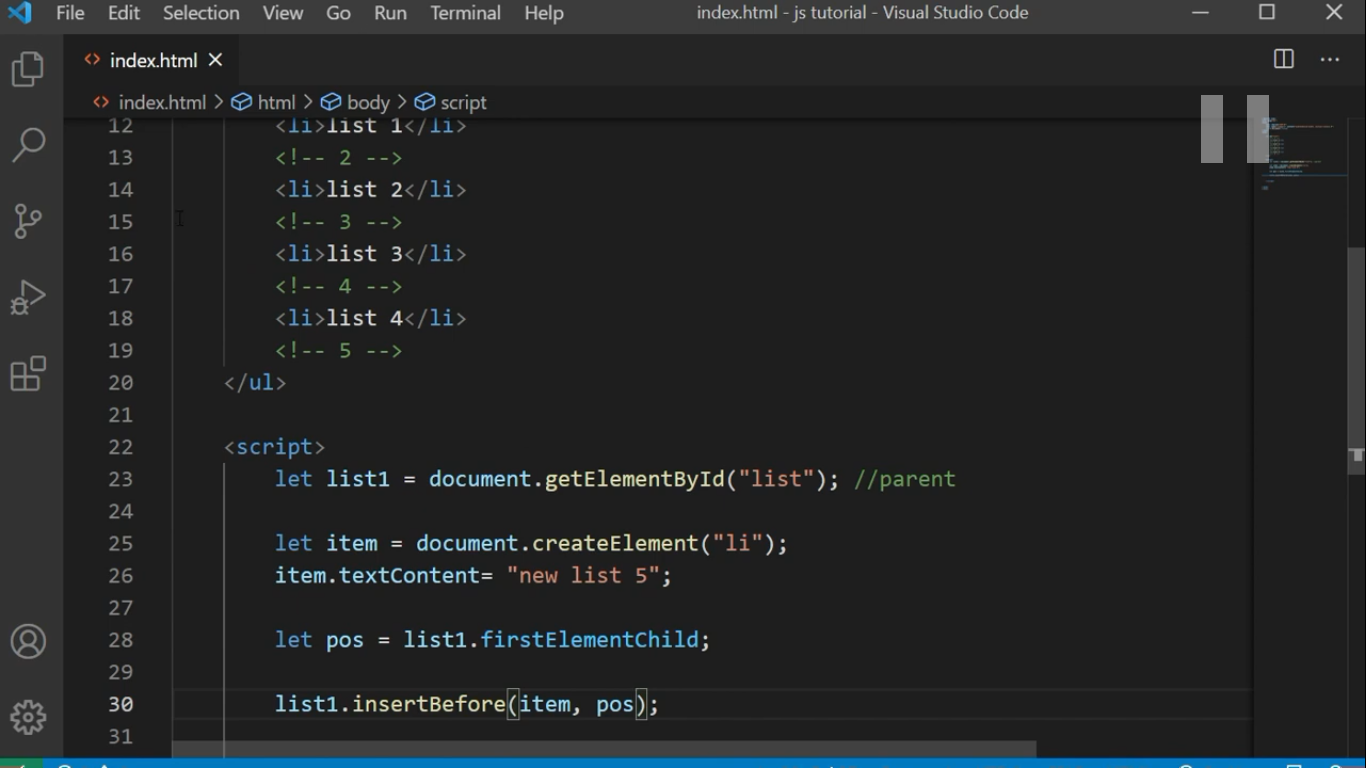 File Edit Selection View Go Run Terminal Help index.html - js tutorial - Visual Studio Code
index.html
index.html > html > body > script
12 <li>list 1</li>
13 <!-- 2 -->
14 <li>list 2</li>
15 <!-- 3 -->
16 <li>list 3</li>
17 <!-- 4 -->
18 <li>list 4</li>
19 <!-- 5 -->
20 </ul>
21
22 <script>
23 let list1 = document.getElementById("list"); //parent
24
25 let item = document.createElement("li");
26 item.textContent= "new list 5";
27
28 let pos = list1.firstElementChild;
29
30 list1.insertBefore(item, pos);
31